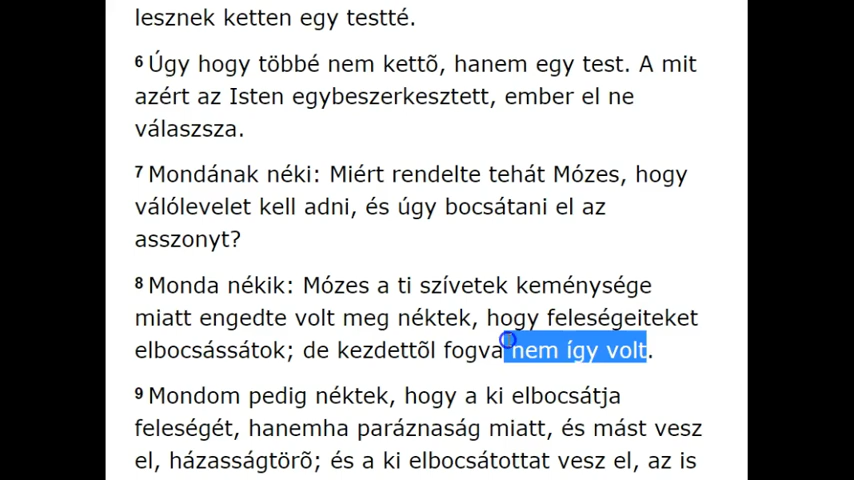 lesznek ketten egy testté.
6 Úgy hogy többé nem kettõ, hanem egy test. A mit
azért az Isten egybeszerkesztett, ember el ne
válaszsza.
7 Mondának néki: Miért rendelte tehát Mózes, hogy
válólevelet kell adni, és úgy bocsátani el az
asszonyt?
8 Monda nékik: Mózes a ti szívetek keménysége
miatt engedte volt meg néktek, hogy feleségeiteket
elbocsássátok; de kezdettõl fogva nem így volt.
9 Mondom pedig néktek, hogy a ki elbocsátja
feleségét, hanemha paráznaság miatt, és mást vesz
el, házasságtörõ; és a ki elbocsátottat vesz el, az is